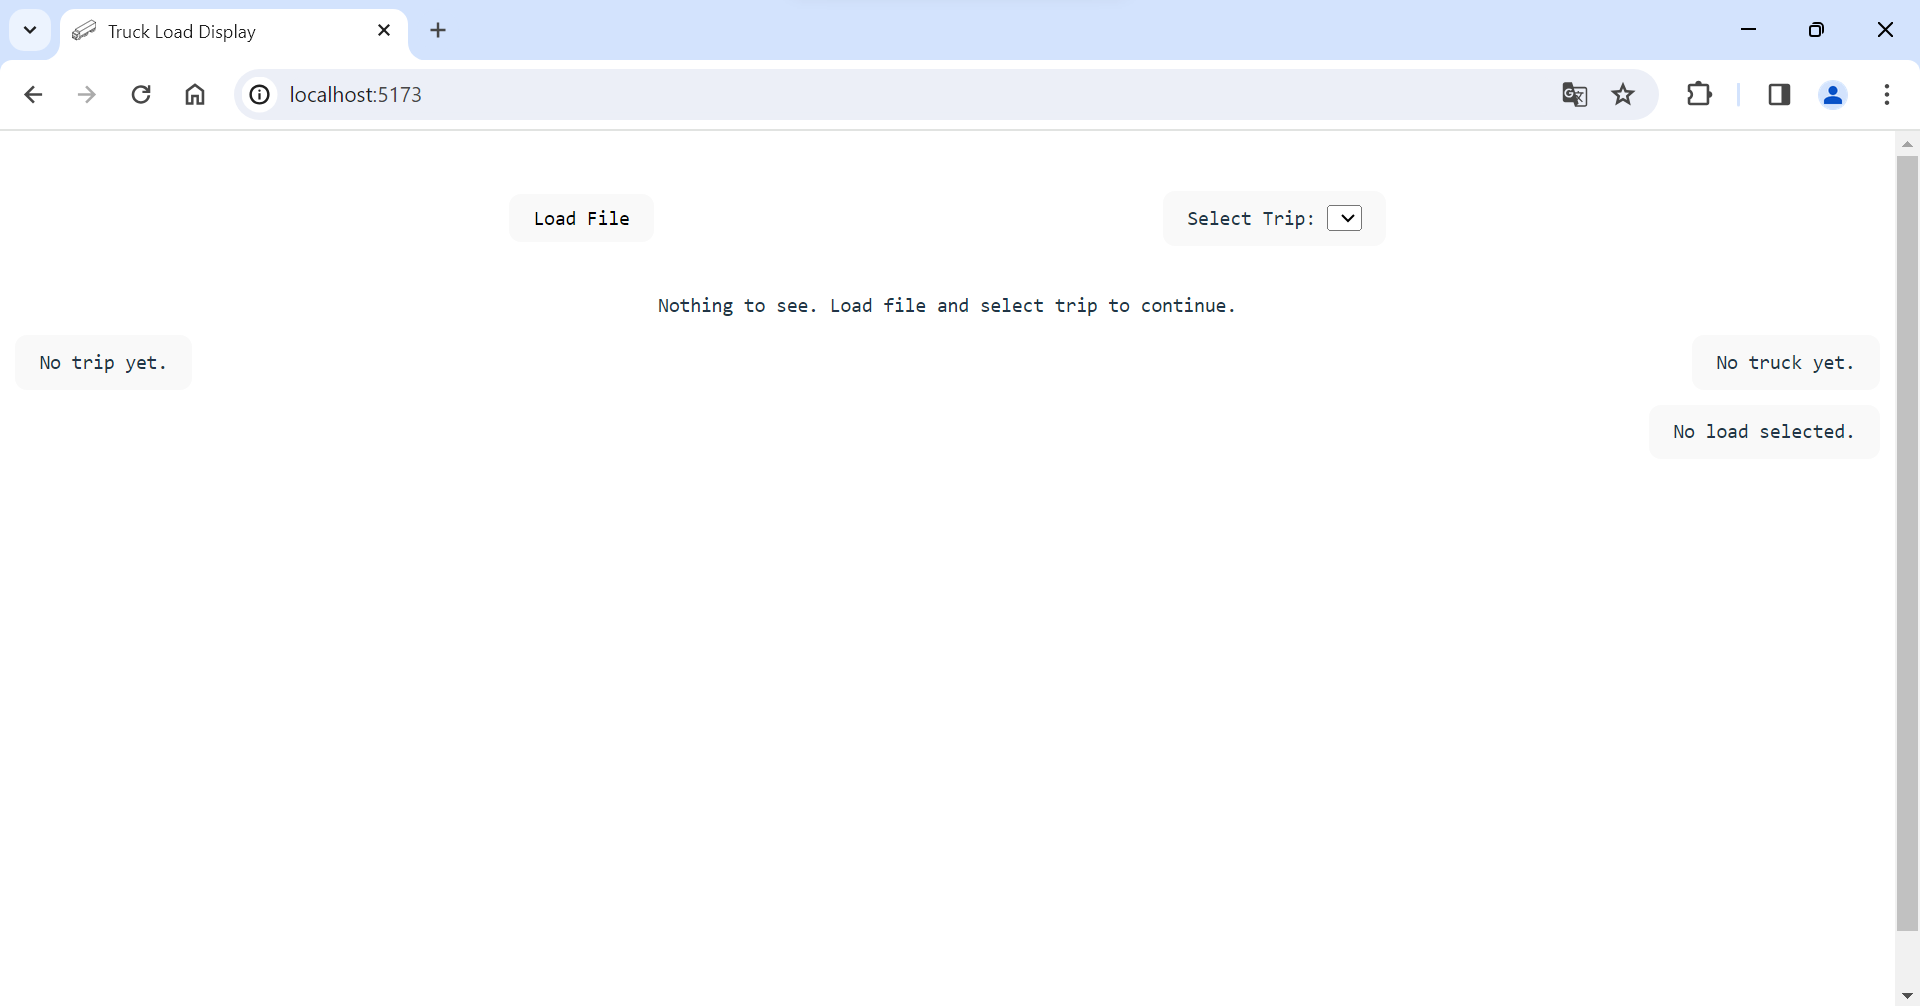 Truck Load Display
localhost:5173
Load File
Select Trip:
Nothing to see. Load file and select trip to continue.
No trip yet.
No truck yet.
No load selected.